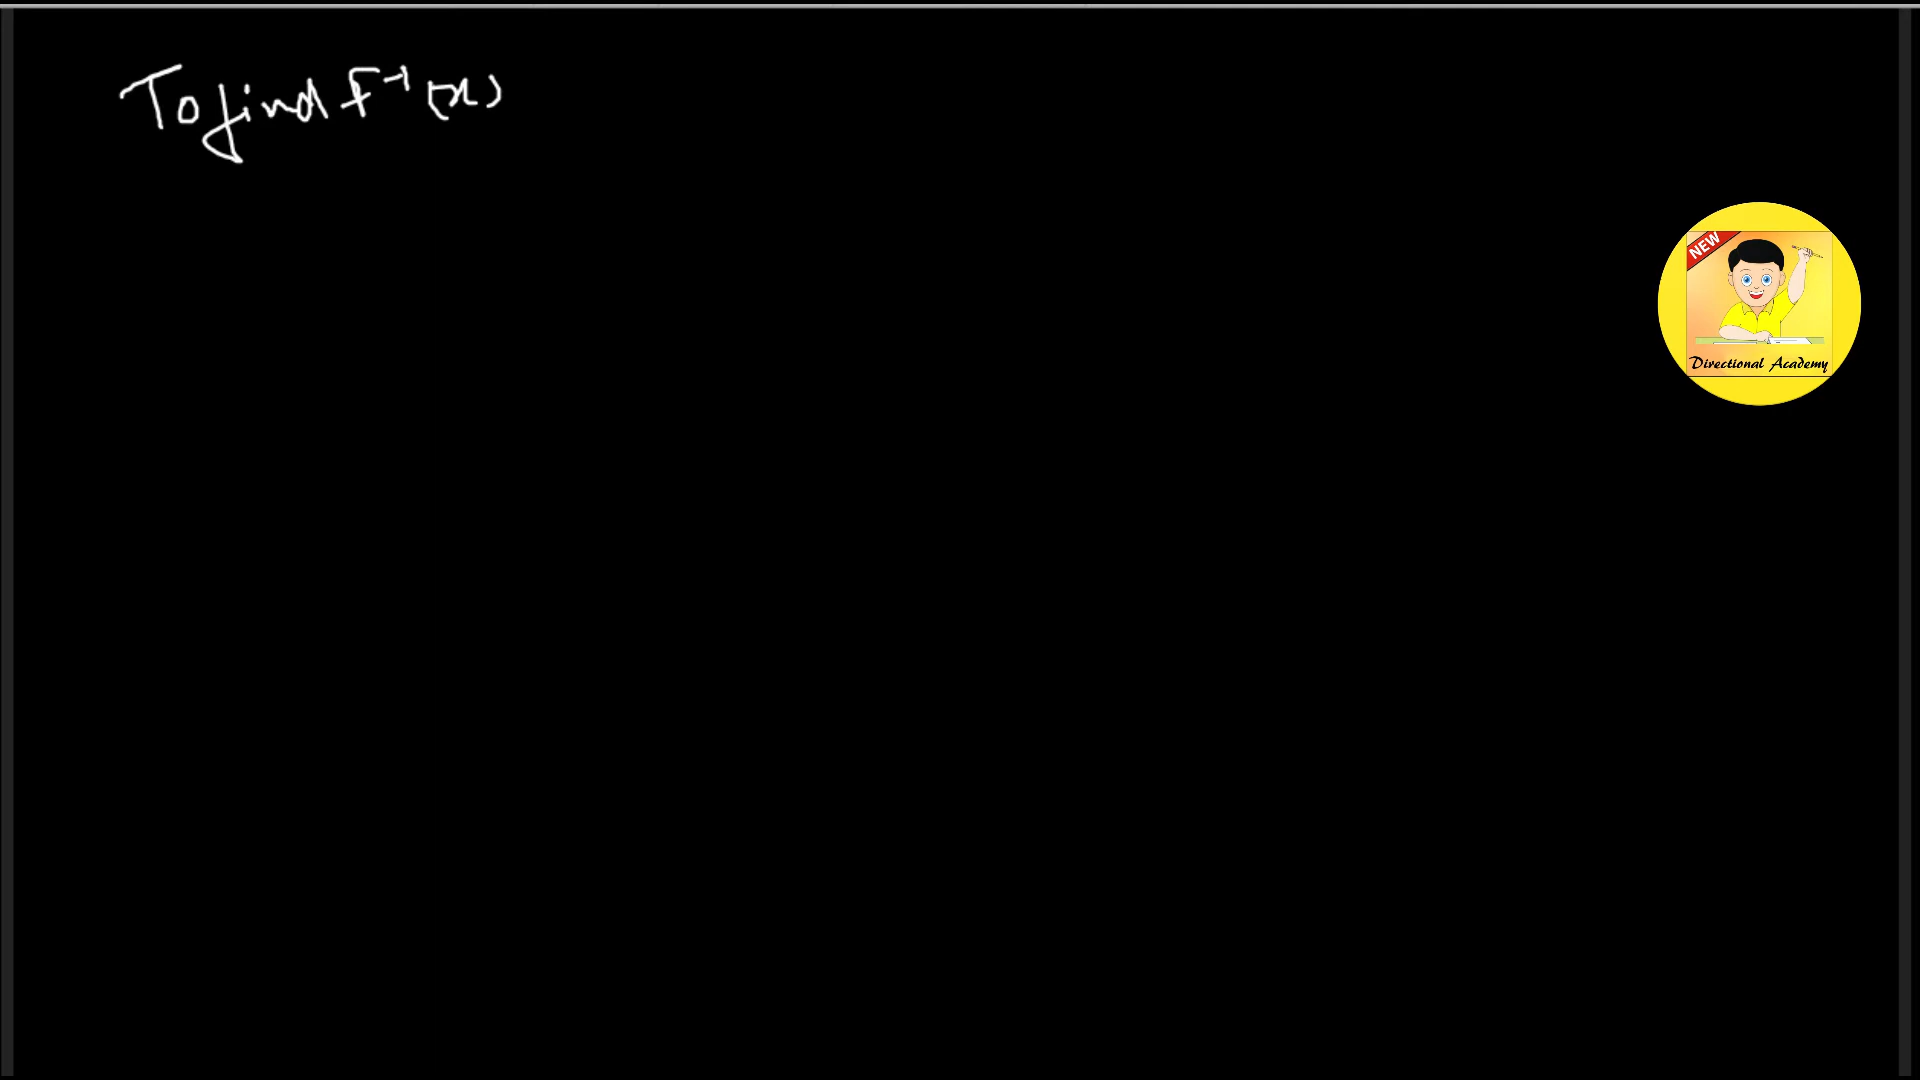 To find f⁻¹(x)
NEW
Directional Academy